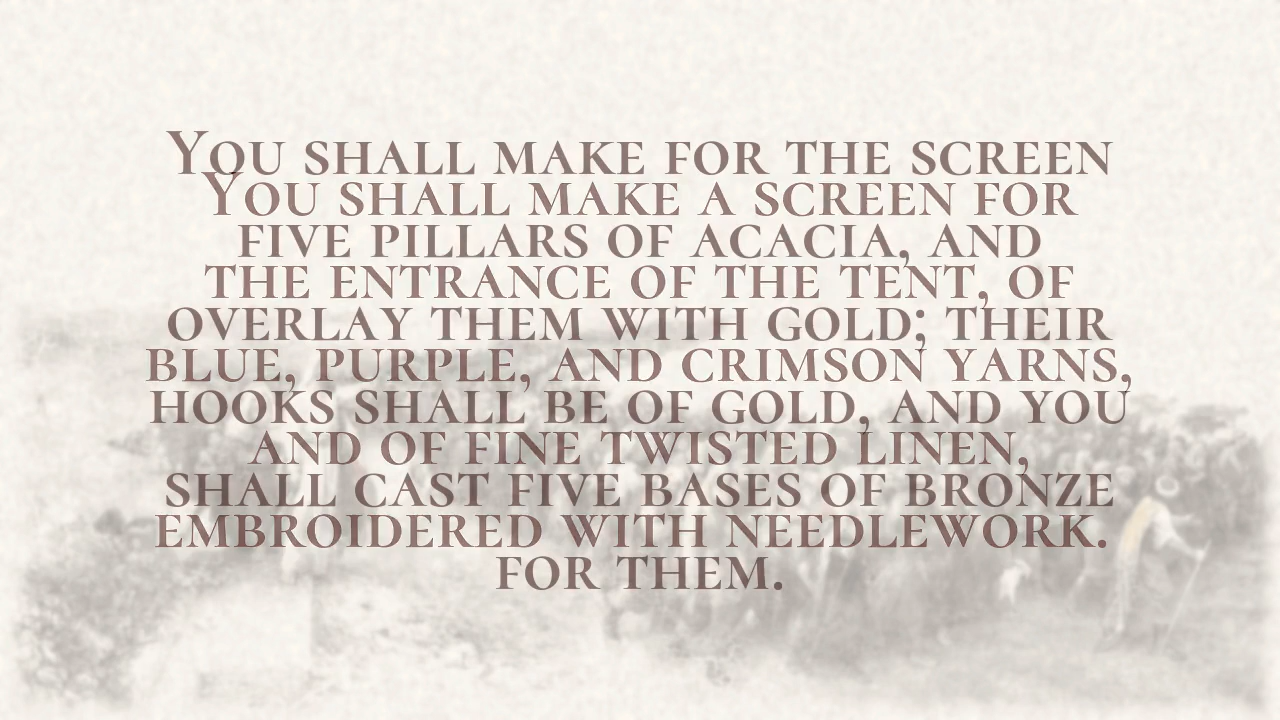 You shall make for the screen
You shall make a screen for
five pillars of acacia, and
the entrance of the tent, of
overlay them with gold; their
blue, purple, and crimson yarns,
hooks shall be of gold, and you
and of fine twisted linen,
shall cast five bases of bronze
embroidered with needlework.
for them.